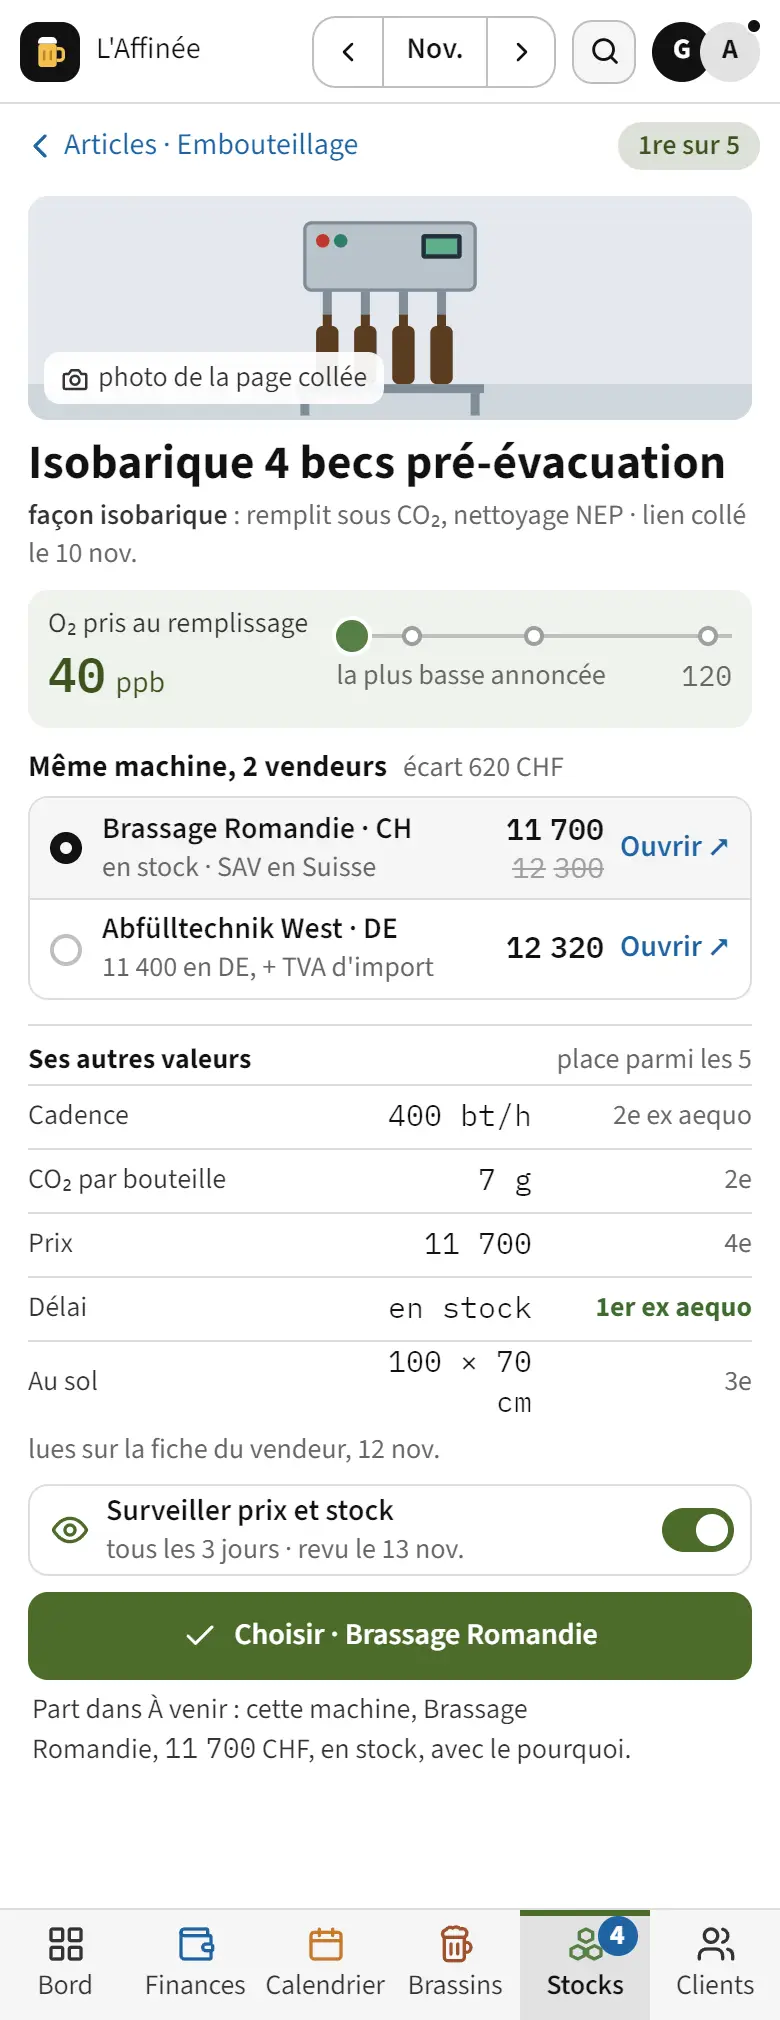 L'Affinée
Nov.
G
A
Articles · Embouteillage
1re sur 5
photo de la page collée
Isobarique 4 becs pré-évacuation
façon isobarique : remplit sous CO₂, nettoyage NEP · lien collé
le 10 nov.
O₂ pris au remplissage
40 ppb
la plus basse annoncée
120
Même machine, 2 vendeurs écart 620 CHF
Brassage Romandie · CH
en stock · SAV en Suisse
11 700
12 300
Ouvrir ↗
Abfülltechnik West · DE
11 400 en DE, + TVA d'import
12 320
Ouvrir ↗
Ses autres valeurs place parmi les 5
Cadence 400 bt/h 2e ex aequo
CO₂ par bouteille 7 g 2e
Prix 11 700 4e
Délai en stock 1er ex aequo
Au sol 100 × 70 cm 3e
lues sur la fiche du vendeur, 12 nov.
Surveiller prix et stock
tous les 3 jours · revu le 13 nov.
Choisir · Brassage Romandie
Part dans À venir : cette machine, Brassage
Romandie, 11 700 CHF, en stock, avec le pourquoi.
4
Bord Finances Calendrier Brassins Stocks Clients